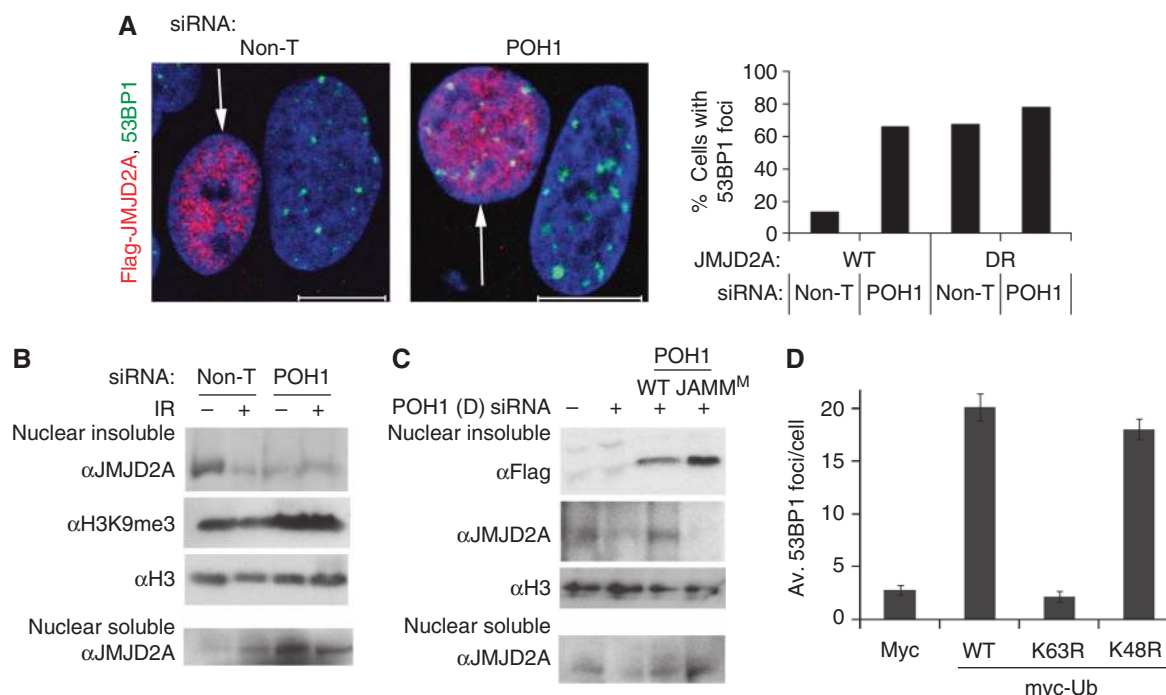 A
siRNA:
Non-T POH1
Flag-JMJD2A, 53BP1
% Cells with
53BP1 foci
100
80
60
40
20
0
JMJD2A: WT DR
siRNA: Non-T POH1 Non-T POH1
B
siRNA: Non-T POH1
IR – + – +
Nuclear insoluble
αJMJD2A
αH3K9me3
αH3
Nuclear soluble
αJMJD2A
C
POH1
WT JAMMᴹ
POH1 (D) siRNA – + + +
Nuclear insoluble
αFlag
αJMJD2A
αH3
Nuclear soluble
αJMJD2A
D
Av. 53BP1 foci/cell
20
15
10
5
0
Myc WT K63R K48R
myc-Ub